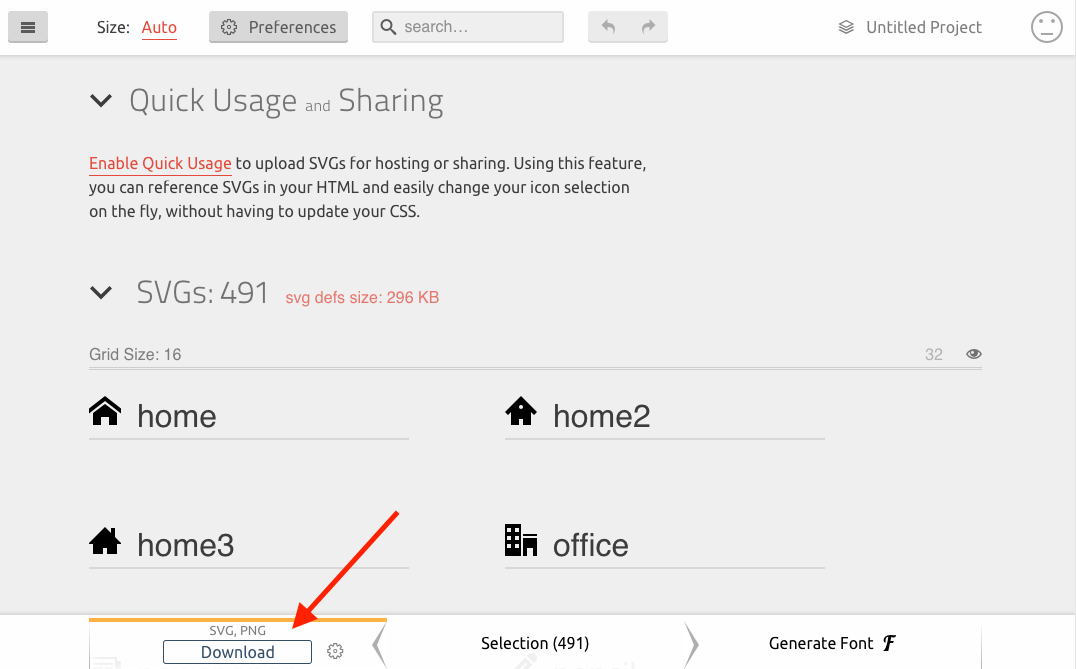 Size: Auto Preferences search… Untitled Project
Quick Usage and Sharing
Enable Quick Usage to upload SVGs for hosting or sharing. Using this feature,
you can reference SVGs in your HTML and easily change your icon selection
on the fly, without having to update your CSS.
SVGs: 491 svg defs size: 296 KB
Grid Size: 16 32
home home2
home3 office
SVG, PNG
Download Selection (491) Generate Font